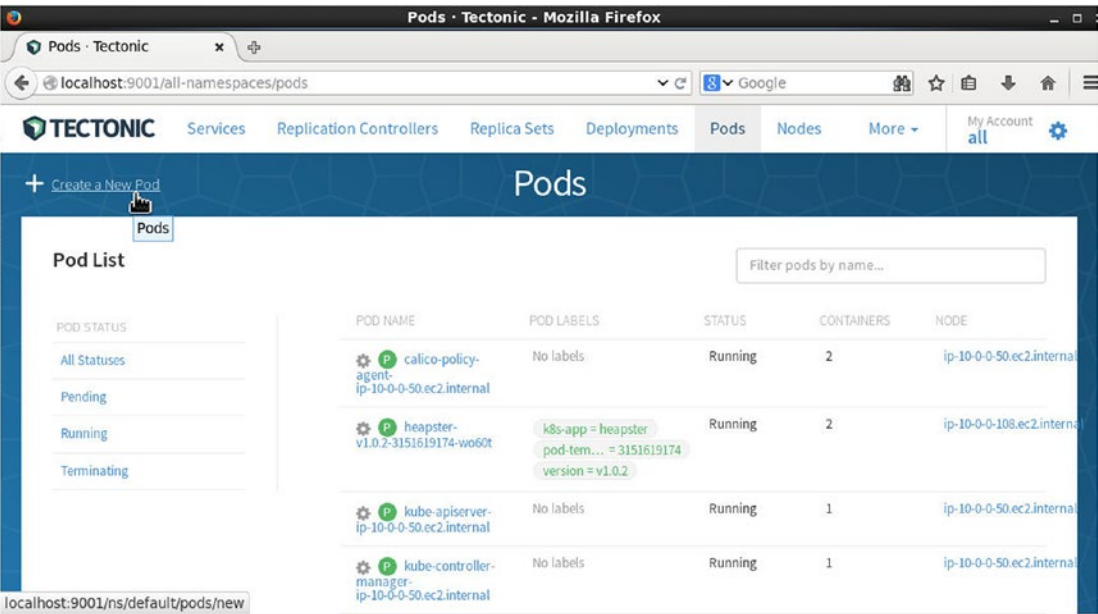 Pods · Tectonic - Mozilla Firefox
Pods · Tectonic
localhost:9001/all-namespaces/pods
Google
TECTONIC
Services
Replication Controllers
Replica Sets
Deployments
Pods
Nodes
More
My Account
all
Create a New Pod
Pods
Pods
Pod List
Filter pods by name...
POD STATUS
All Statuses
Pending
Running
Terminating
POD NAME POD LABELS STATUS CONTAINERS NODE
P calico-policy- No labels Running 2 ip-10-0-0-50.ec2.internal
agent-
ip-10-0-0-50.ec2.internal
P heapster- k8s-app = heapster Running 2 ip-10-0-0-108.ec2.internal
v1.0.2-3151619174-wo60t pod-tem... = 3151619174
version = v1.0.2
P kube-apiserver- No labels Running 1 ip-10-0-0-50.ec2.internal
ip-10-0-0-50.ec2.internal
P kube-controller- No labels Running 1 ip-10-0-0-50.ec2.internal
manager-
ip-10-0-0-50.ec2.internal
localhost:9001/ns/default/pods/new